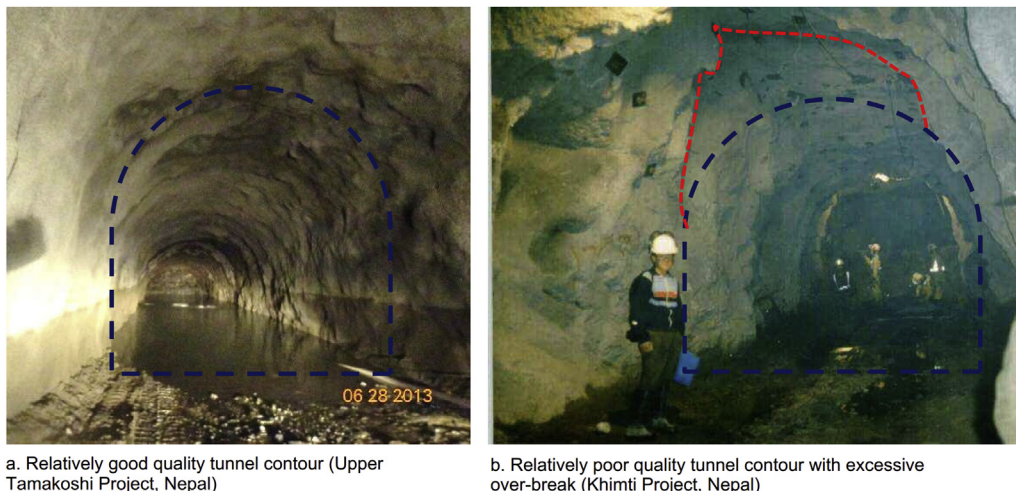 06 28 2013
a. Relatively good quality tunnel contour (Upper
Tamakoshi Project, Nepal)
b. Relatively poor quality tunnel contour with excessive
over-break (Khimti Project, Nepal)